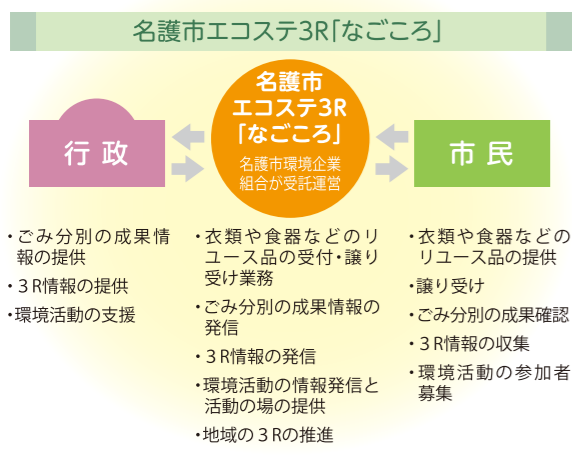 名護市エコステ3R「なごころ」
行政
名護市
エコステ3R
「なごころ」
名護市環境企業
組合が受託運営
市民
・ごみ分別の成果情
報の提供
・3R情報の提供
・環境活動の支援
・衣類や食器などのリ
ユース品の受付・譲り
受け業務
・ごみ分別の成果情報の
発信
・3R情報の発信
・環境活動の情報発信と
活動の場の提供
・地域の3Rの推進
・衣類や食器などの
リユース品の提供
・譲り受け
・ごみ分別の成果確認
・3R情報の収集
・環境活動の参加者
募集